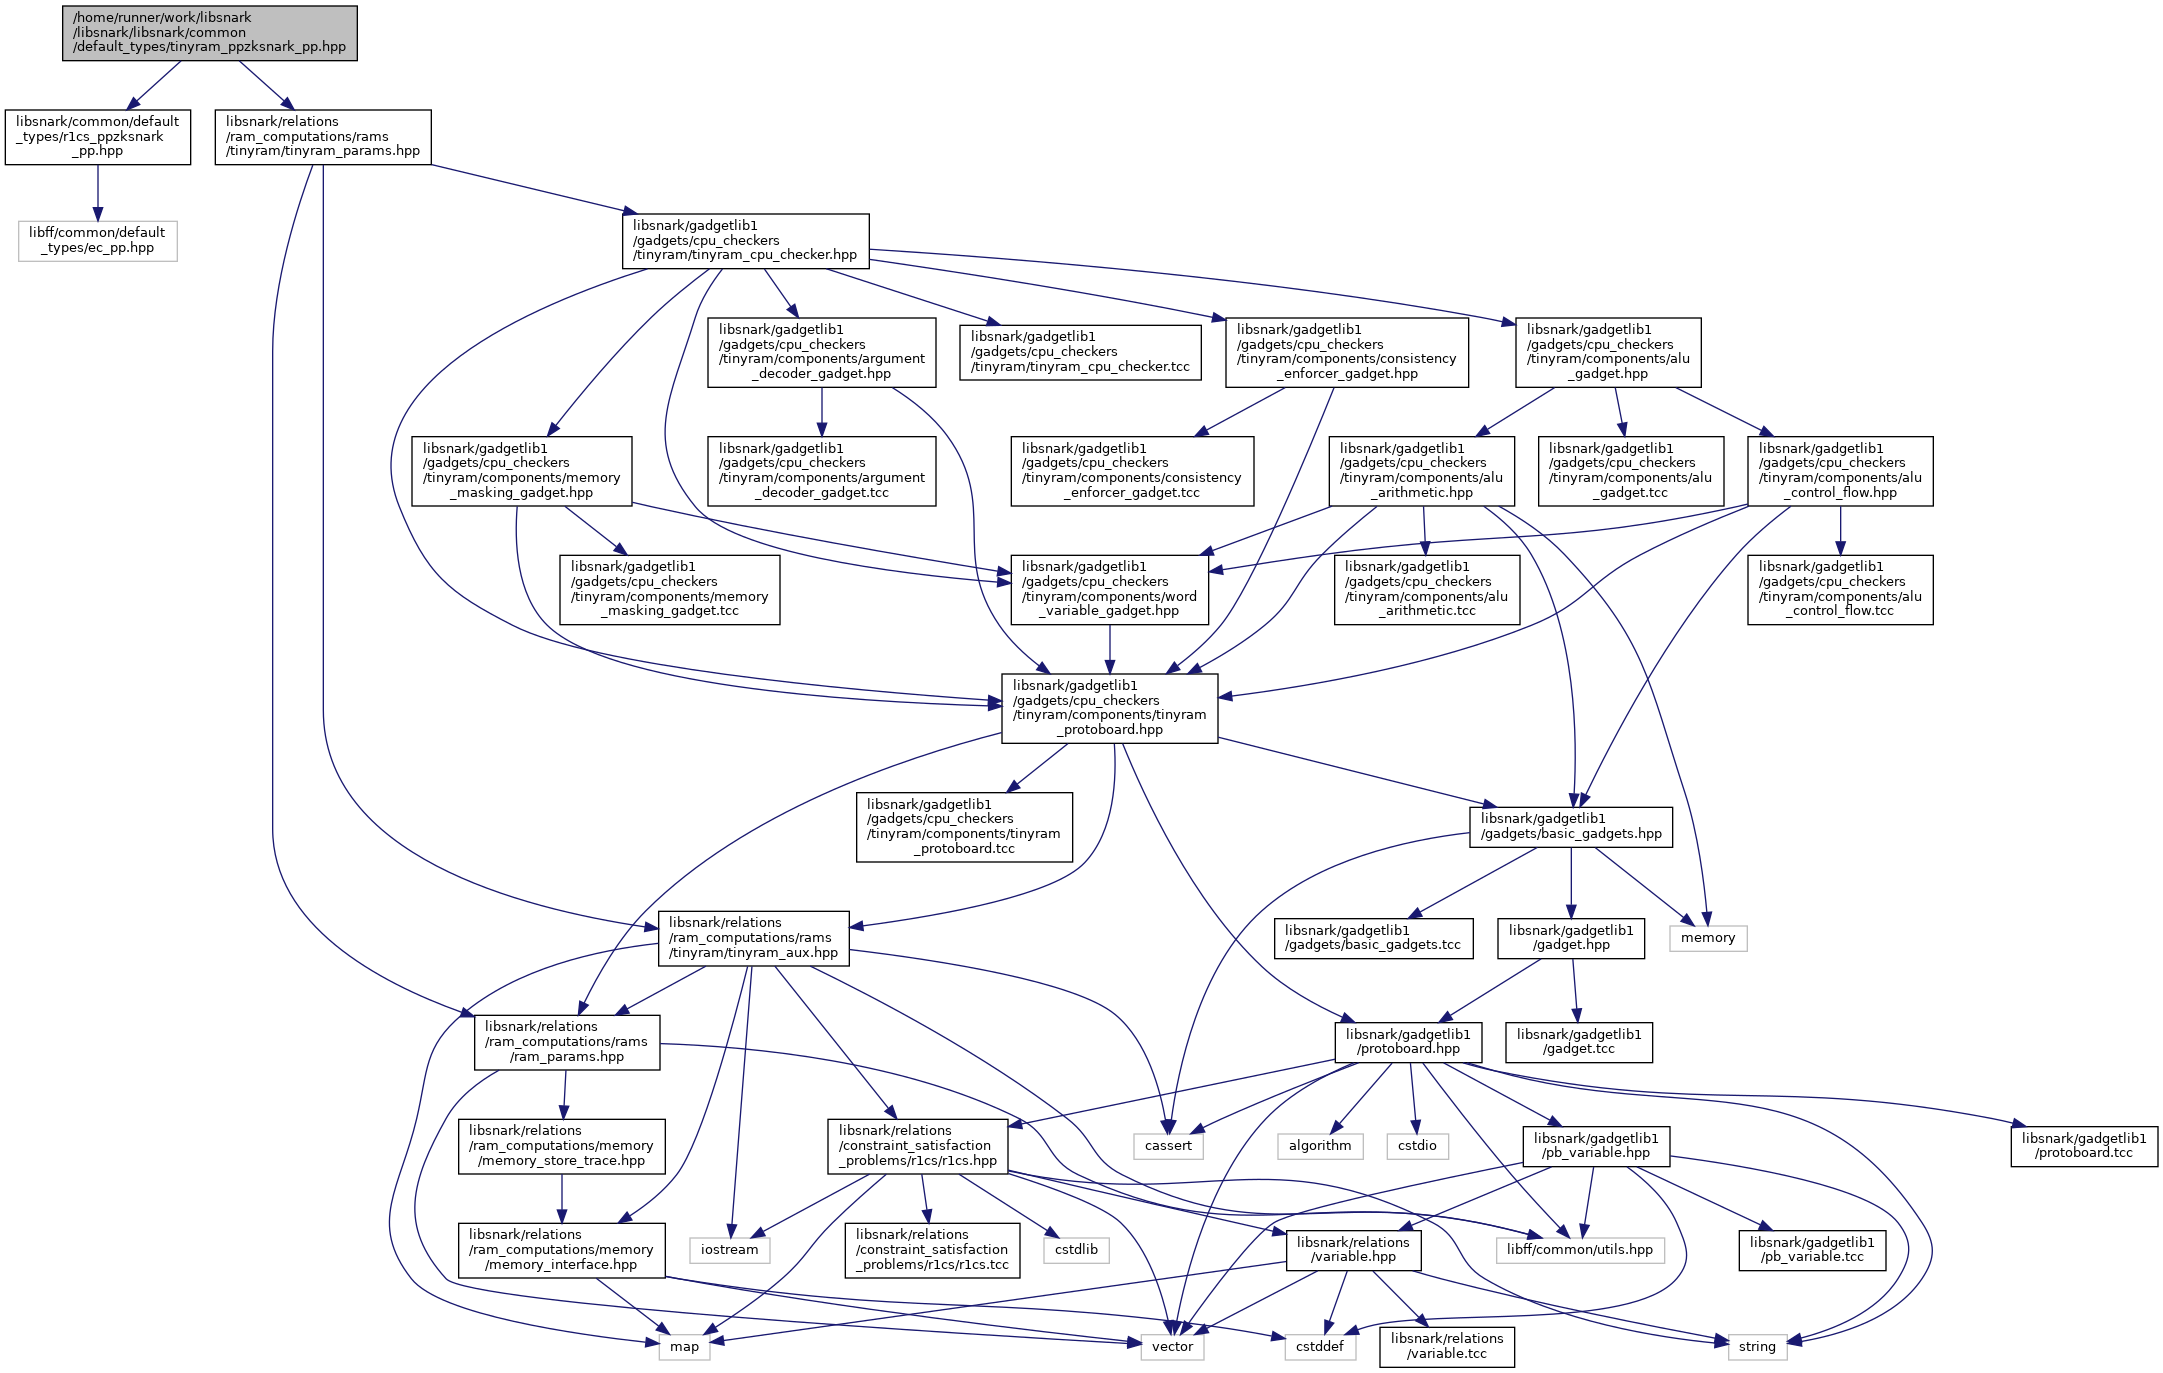 /home/runner/work/libsnark
/libsnark/libsnark/common
/default_types/tinyram_ppzksnark_pp.hpp
libsnark/common/default
_types/r1cs_ppzksnark
_pp.hpp
libsnark/relations
/ram_computations/rams
/tinyram/tinyram_params.hpp
libff/common/default
_types/ec_pp.hpp
libsnark/gadgetlib1
/gadgets/cpu_checkers
/tinyram/tinyram_cpu_checker.hpp
libsnark/gadgetlib1
/gadgets/cpu_checkers
/tinyram/components/argument
_decoder_gadget.hpp
libsnark/gadgetlib1
/gadgets/cpu_checkers
/tinyram/tinyram_cpu_checker.tcc
libsnark/gadgetlib1
/gadgets/cpu_checkers
/tinyram/components/consistency
_enforcer_gadget.hpp
libsnark/gadgetlib1
/gadgets/cpu_checkers
/tinyram/components/alu
_gadget.hpp
libsnark/gadgetlib1
/gadgets/cpu_checkers
/tinyram/components/memory
_masking_gadget.hpp
libsnark/gadgetlib1
/gadgets/cpu_checkers
/tinyram/components/argument
_decoder_gadget.tcc
libsnark/gadgetlib1
/gadgets/cpu_checkers
/tinyram/components/consistency
_enforcer_gadget.tcc
libsnark/gadgetlib1
/gadgets/cpu_checkers
/tinyram/components/alu
_arithmetic.hpp
libsnark/gadgetlib1
/gadgets/cpu_checkers
/tinyram/components/alu
_gadget.tcc
libsnark/gadgetlib1
/gadgets/cpu_checkers
/tinyram/components/alu
_control_flow.hpp
libsnark/gadgetlib1
/gadgets/cpu_checkers
/tinyram/components/memory
_masking_gadget.tcc
libsnark/gadgetlib1
/gadgets/cpu_checkers
/tinyram/components/word
_variable_gadget.hpp
libsnark/gadgetlib1
/gadgets/cpu_checkers
/tinyram/components/alu
_arithmetic.tcc
libsnark/gadgetlib1
/gadgets/cpu_checkers
/tinyram/components/alu
_control_flow.tcc
libsnark/gadgetlib1
/gadgets/cpu_checkers
/tinyram/components/tinyram
_protoboard.hpp
libsnark/gadgetlib1
/gadgets/cpu_checkers
/tinyram/components/tinyram
_protoboard.tcc
libsnark/gadgetlib1
/gadgets/basic_gadgets.hpp
libsnark/relations
/ram_computations/rams
/tinyram/tinyram_aux.hpp
libsnark/gadgetlib1
/gadgets/basic_gadgets.tcc
libsnark/gadgetlib1
/gadget.hpp
memory
libsnark/relations
/ram_computations/rams
/ram_params.hpp
libsnark/gadgetlib1
/protoboard.hpp
libsnark/gadgetlib1
/gadget.tcc
libsnark/relations
/ram_computations/memory
/memory_store_trace.hpp
libsnark/relations
/constraint_satisfaction
_problems/r1cs/r1cs.hpp
cassert
algorithm
cstdio
libsnark/gadgetlib1
/pb_variable.hpp
libsnark/gadgetlib1
/protoboard.tcc
libsnark/relations
/ram_computations/memory
/memory_interface.hpp
iostream
libsnark/relations
/constraint_satisfaction
_problems/r1cs/r1cs.tcc
cstdlib
libsnark/relations
/variable.hpp
libff/common/utils.hpp
libsnark/gadgetlib1
/pb_variable.tcc
map
vector
cstddef
libsnark/relations
/variable.tcc
string